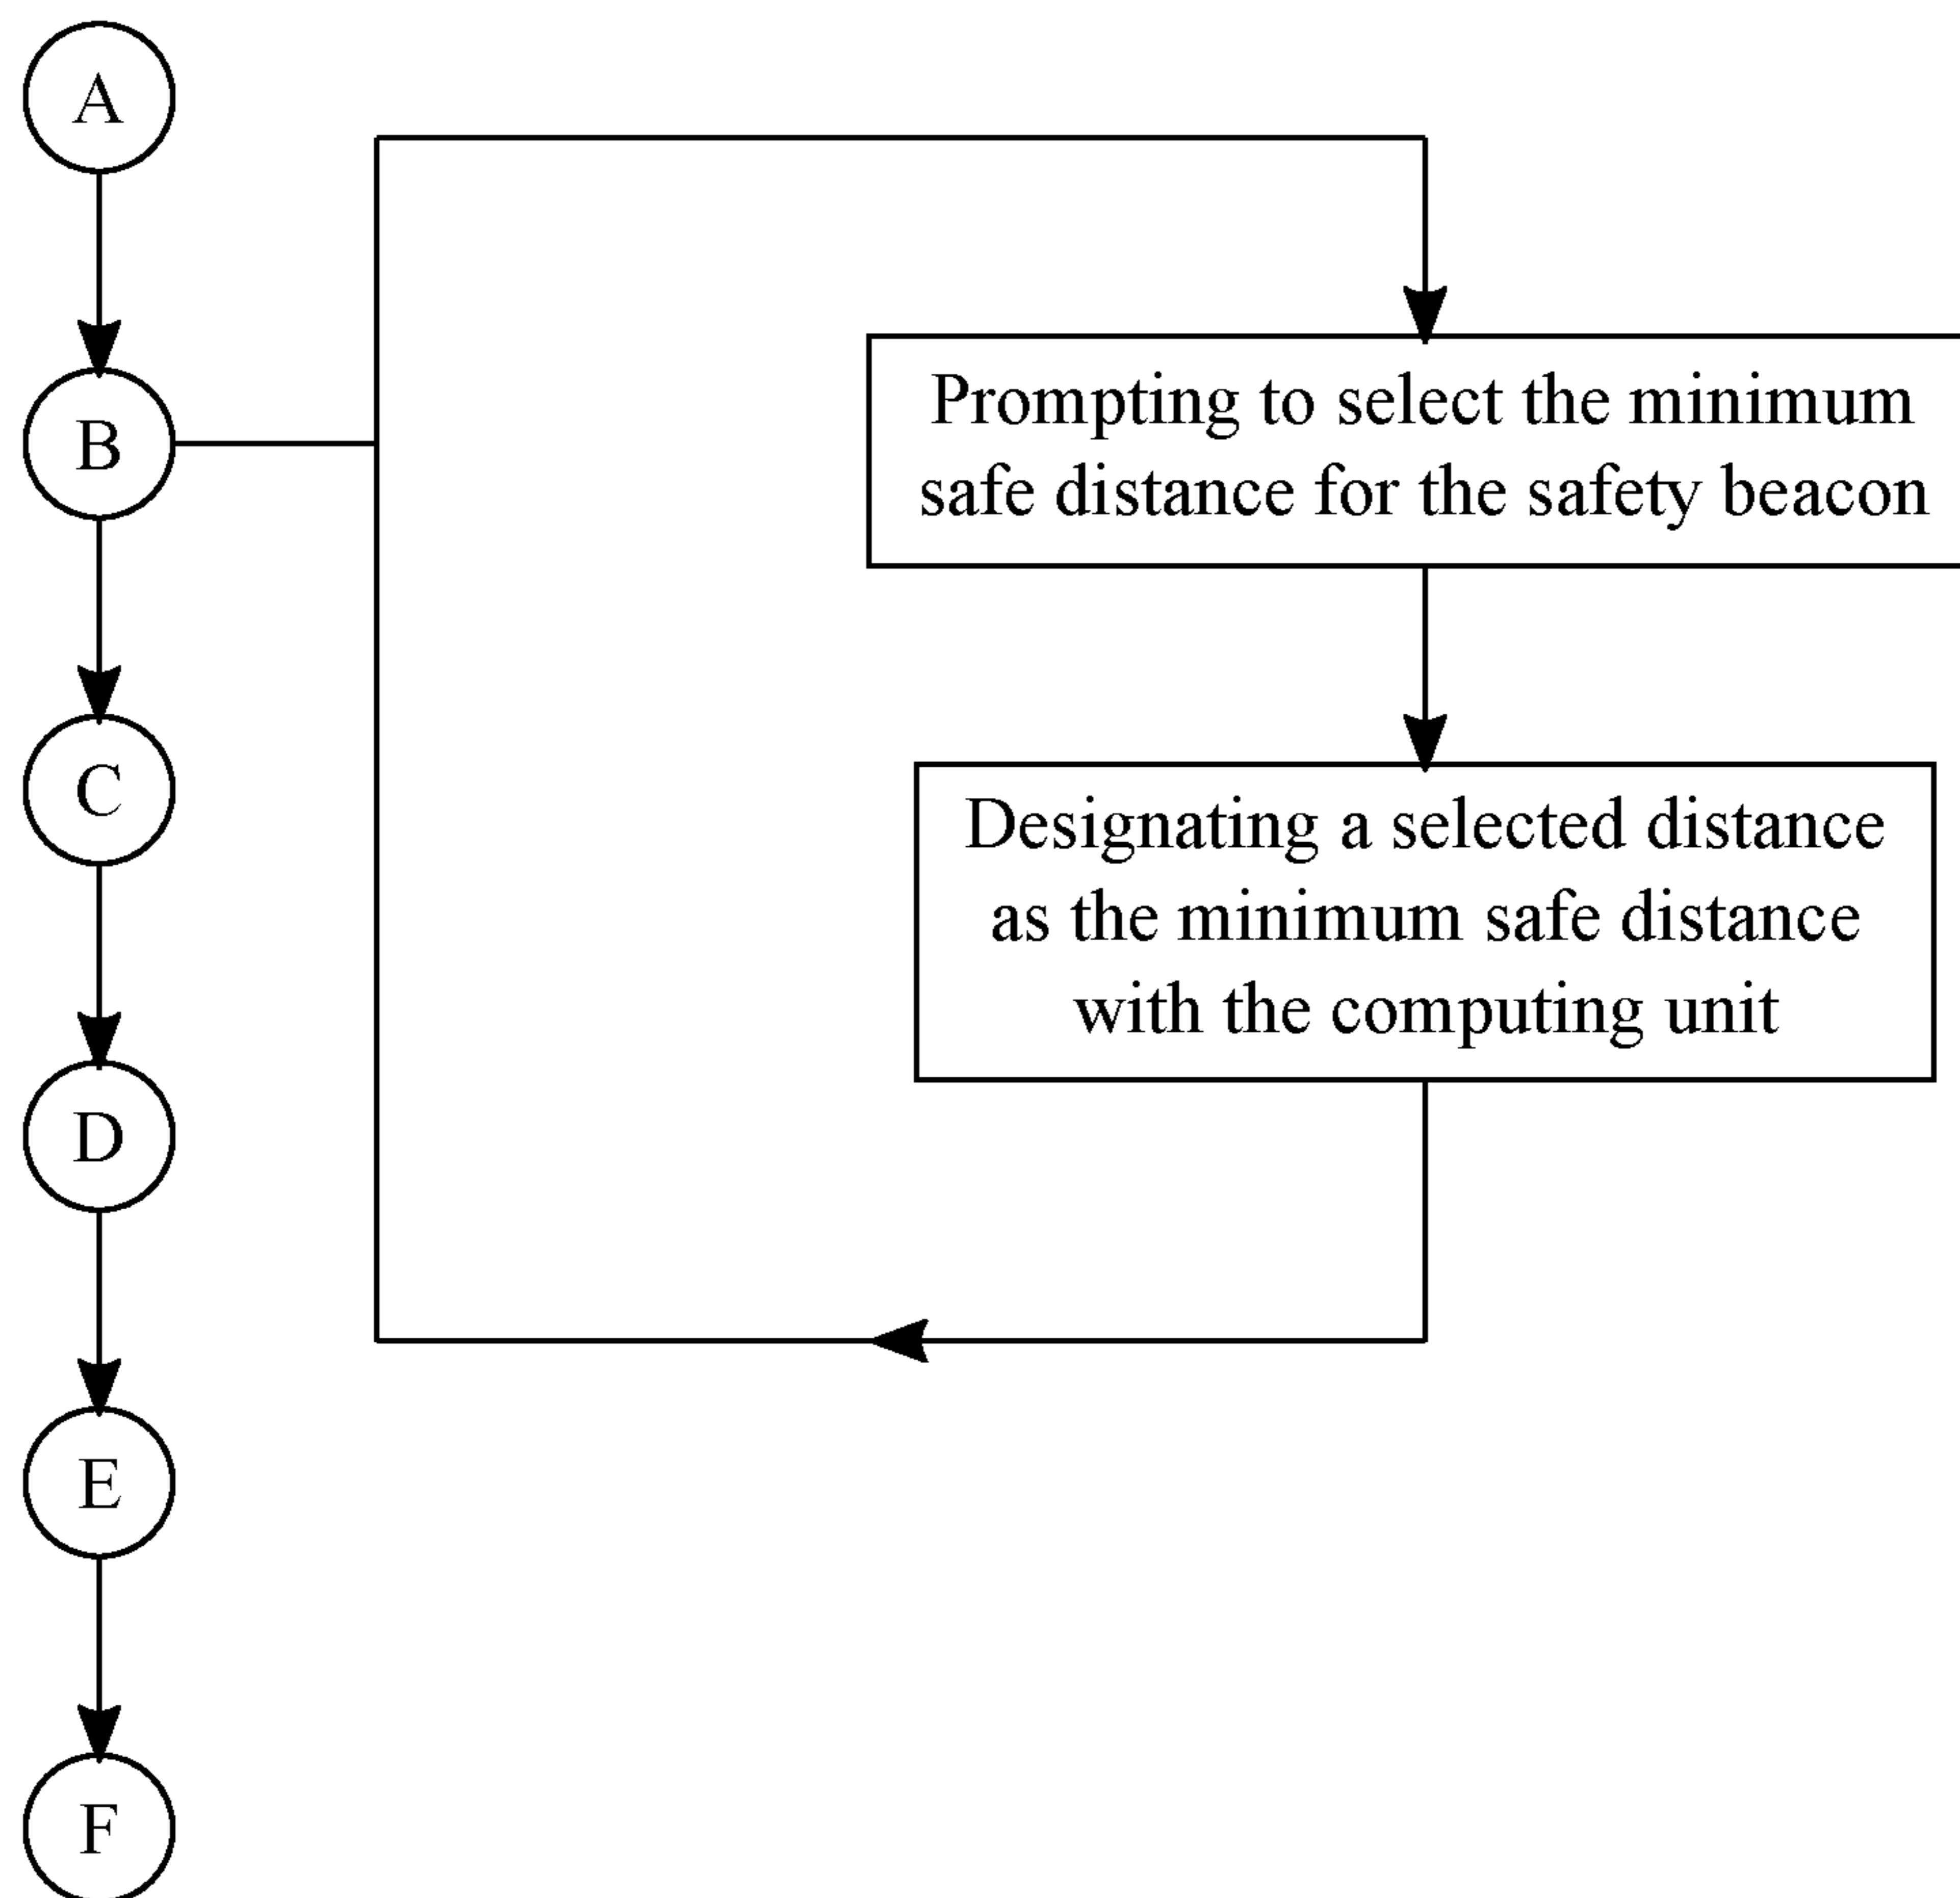 A
B
Prompting to select the minimum
safe distance for the safety beacon
C
Designating a selected distance
as the minimum safe distance
with the computing unit
D
E
F